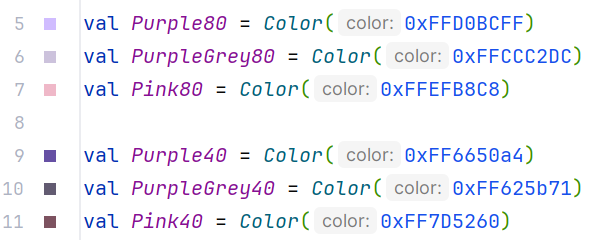 5 val Purple80 = Color( color: 0xFFD0BCFF)
6 val PurpleGrey80 = Color( color: 0xFFCCC2DC)
7 val Pink80 = Color( color: 0xFFEFB8C8)
8
9 val Purple40 = Color( color: 0xFF6650a4)
10 val PurpleGrey40 = Color( color: 0xFF625b71)
11 val Pink40 = Color( color: 0xFF7D5260)